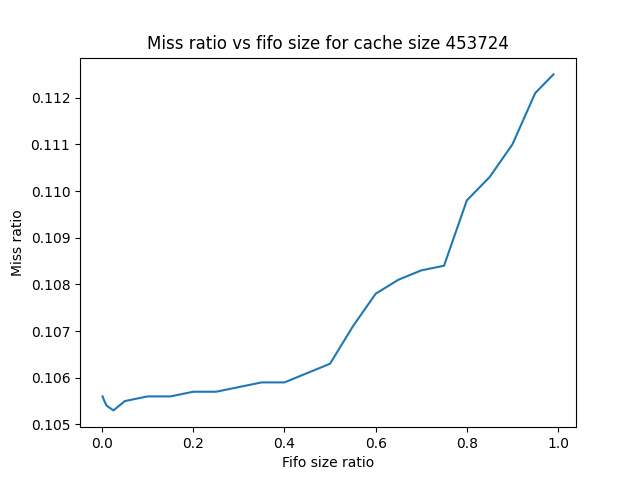 Miss ratio vs fifo size for cache size 453724
0.112
0.111
0.110
0.109
0.108
0.107
0.106
0.105
Miss ratio
0.0 0.2 0.4 0.6 0.8 1.0
Fifo size ratio